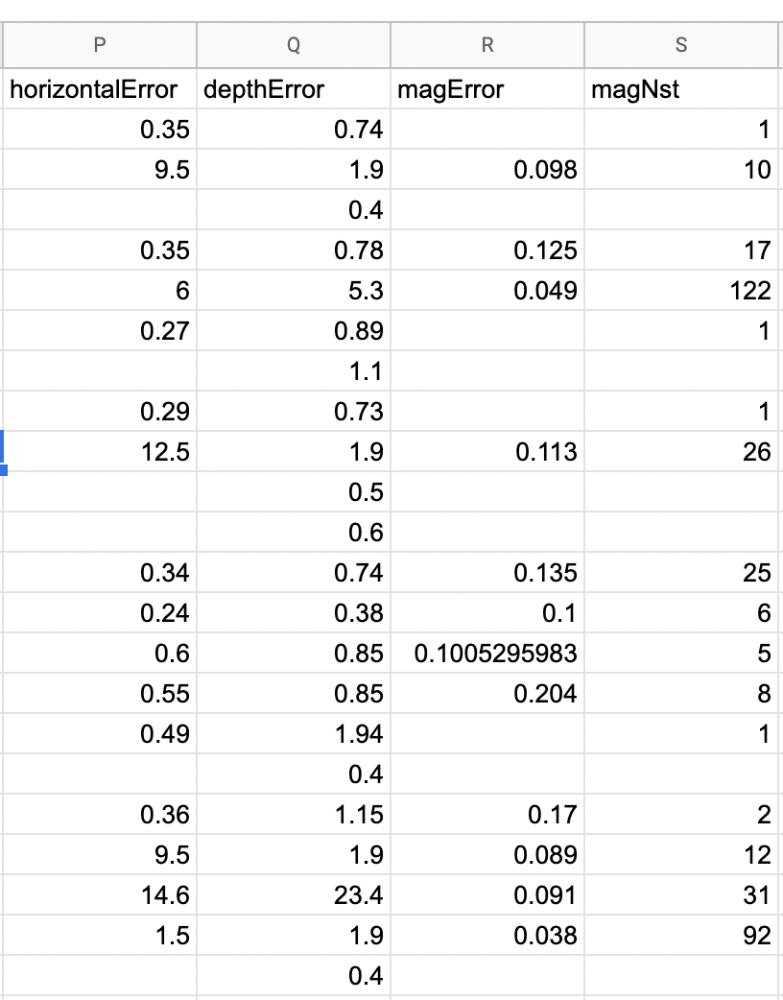 P Q R S
horizontalError depthError magError magNst
0.35 0.74 1
9.5 1.9 0.098 10
0.4
0.35 0.78 0.125 17
6 5.3 0.049 122
0.27 0.89 1
1.1
0.29 0.73 1
12.5 1.9 0.113 26
0.5
0.6
0.34 0.74 0.135 25
0.24 0.38 0.1 6
0.6 0.85 0.1005295983 5
0.55 0.85 0.204 8
0.49 1.94 1
0.4
0.36 1.15 0.17 2
9.5 1.9 0.089 12
14.6 23.4 0.091 31
1.5 1.9 0.038 92
0.4